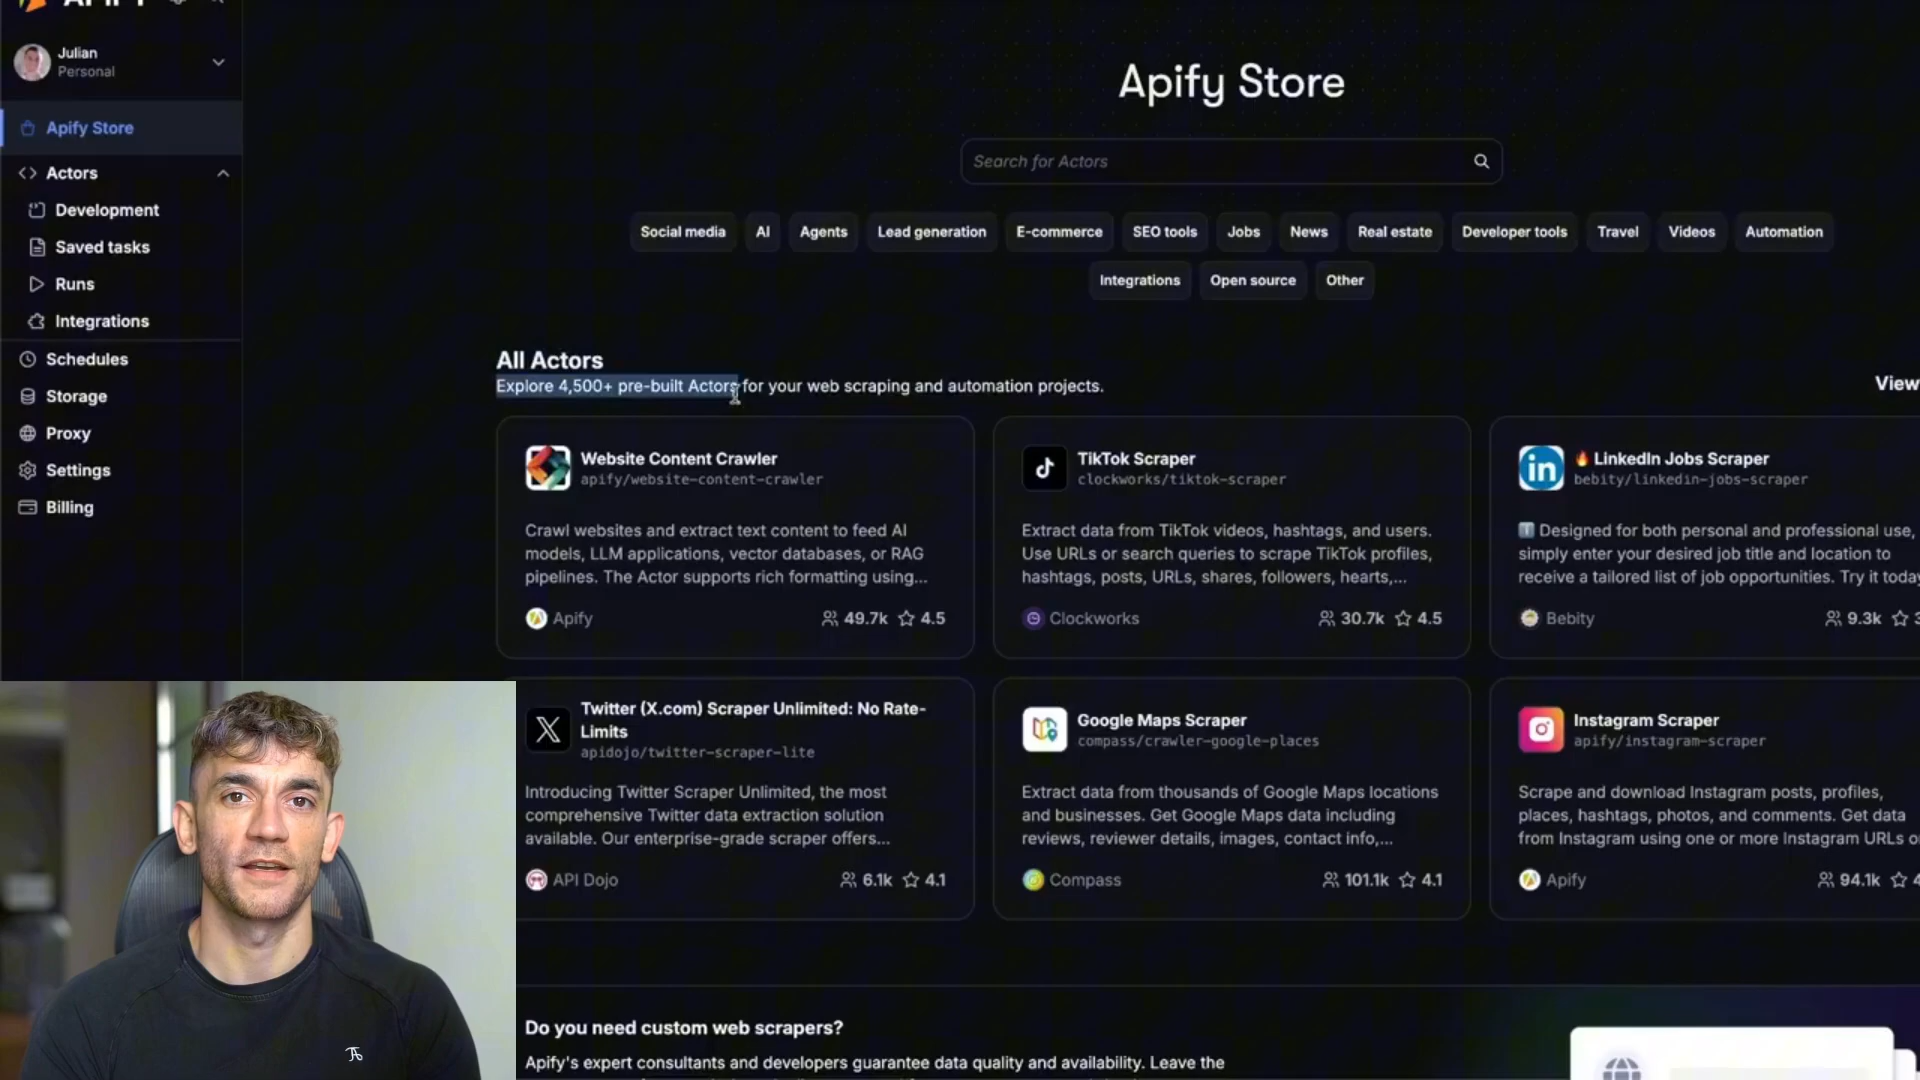 APIFY
Julian
Personal
Apify Store
Actors
Development
Saved tasks
Runs
Integrations
Schedules
Storage
Proxy
Settings
Billing
Apify Store
Search for Actors
Social media AI Agents Lead generation E-commerce SEO tools Jobs News Real estate Developer tools Travel Videos Automation
Integrations Open source Other
All Actors
Explore 4,500+ pre-built Actors for your web scraping and automation projects.
View
Website Content Crawler
apify/website-content-crawler
Crawl websites and extract text content to feed AI
models, LLM applications, vector databases, or RAG
pipelines. The Actor supports rich formatting using...
Apify 49.7k 4.5
TikTok Scraper
clockworks/tiktok-scraper
Extract data from TikTok videos, hashtags, and users.
Use URLs or search queries to scrape TikTok profiles,
hashtags, posts, URLs, shares, followers, hearts,...
Clockworks 30.7k 4.5
in
🔥 LinkedIn Jobs Scraper
bebity/linkedin-jobs-scraper
ℹ️ Designed for both personal and professional use,
simply enter your desired job title and location to
receive a tailored list of job opportunities. Try it today
Bebity 9.3k 3
Twitter (X.com) Scraper Unlimited: No Rate-
Limits
apidojo/twitter-scraper-lite
Introducing Twitter Scraper Unlimited, the most
comprehensive Twitter data extraction solution
available. Our enterprise-grade scraper offers...
API Dojo 6.1k 4.1
Google Maps Scraper
compass/crawler-google-places
Extract data from thousands of Google Maps locations
and businesses. Get Google Maps data including
reviews, reviewer details, images, contact info,...
Compass 101.1k 4.1
Instagram Scraper
apify/instagram-scraper
Scrape and download Instagram posts, profiles,
places, hashtags, photos, and comments. Get data
from Instagram using one or more Instagram URLs
Apify 94.1k 4
Do you need custom web scrapers?
Apify's expert consultants and developers guarantee data quality and availability. Leave the